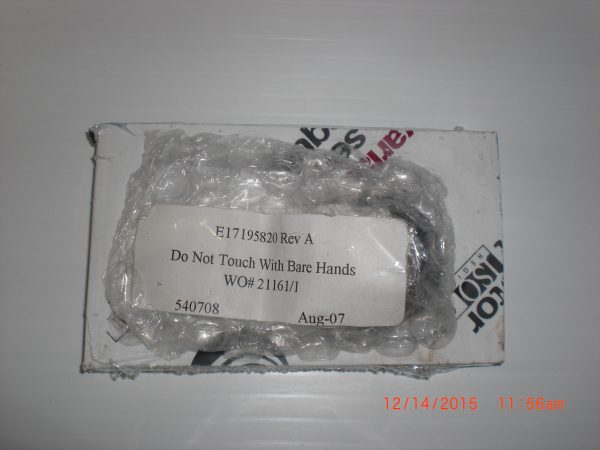 E17195820 Rev A
Do Not Touch With Bare Hands
WO# 21161/1
540708 Aug-07
12/14/2015 11:56am